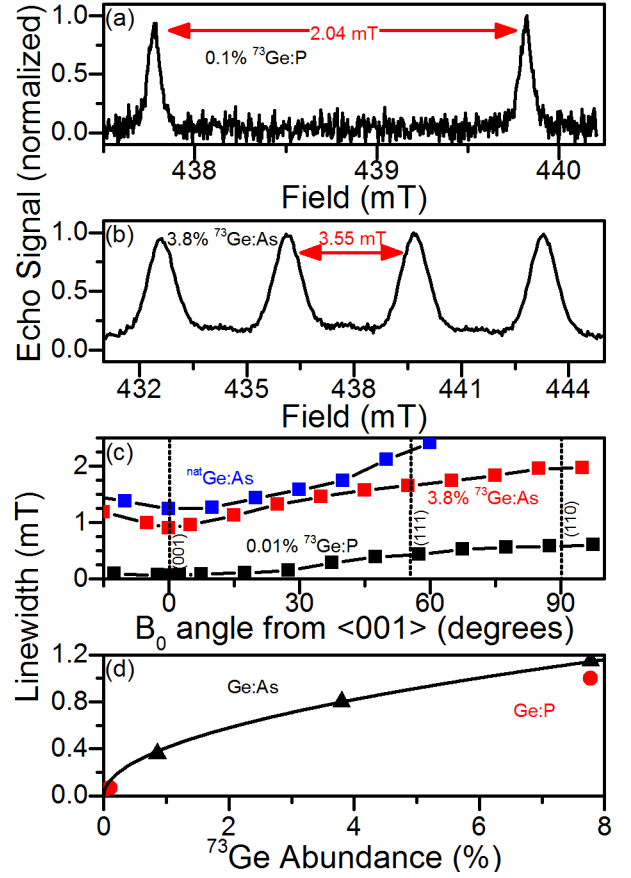 (a)
2.04 mT
0.1% ⁷³Ge:P
1.0
0.5
0.0
438 439 440
Field (mT)
Echo Signal (normalized)
(b)
3.8% ⁷³Ge:As
3.55 mT
1.0
0.5
0.0
432 435 438 441 444
Field (mT)
(c)
natGe:As
3.8% ⁷³Ge:As
0.01% ⁷³Ge:P
(001)
(111)
(110)
2
1
0
0 30 60 90
B₀ angle from <001> (degrees)
Linewidth (mT)
(d)
Ge:As
Ge:P
1.2
0.8
0.4
0.0
0 2 4 6 8
⁷³Ge Abundance (%)